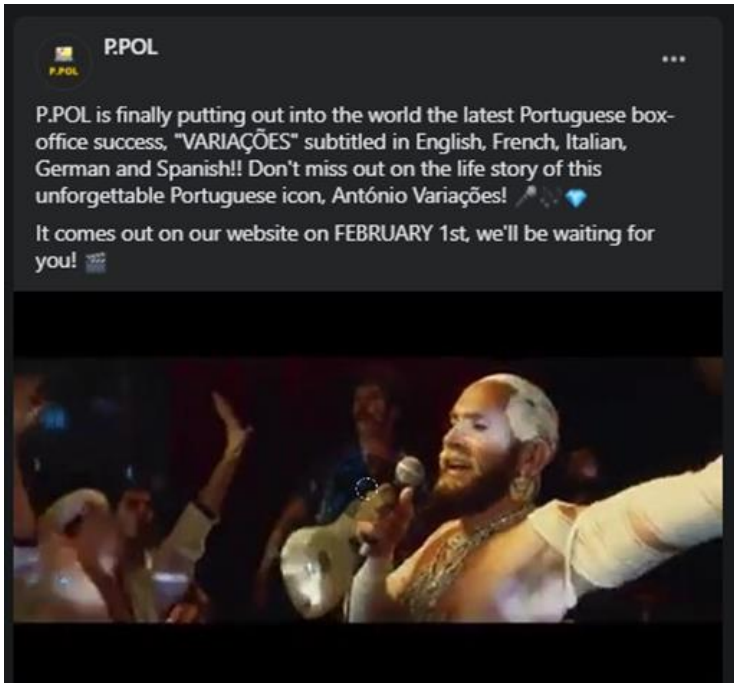 P.POL
P.POL
P.POL is finally putting out into the world the latest Portuguese box-
office success, "VARIAÇÕES" subtitled in English, French, Italian,
German and Spanish!! Don't miss out on the life story of this
unforgettable Portuguese icon, António Variações! 🎤🎶💎
It comes out on our website on FEBRUARY 1st, we'll be waiting for
you! 🎬